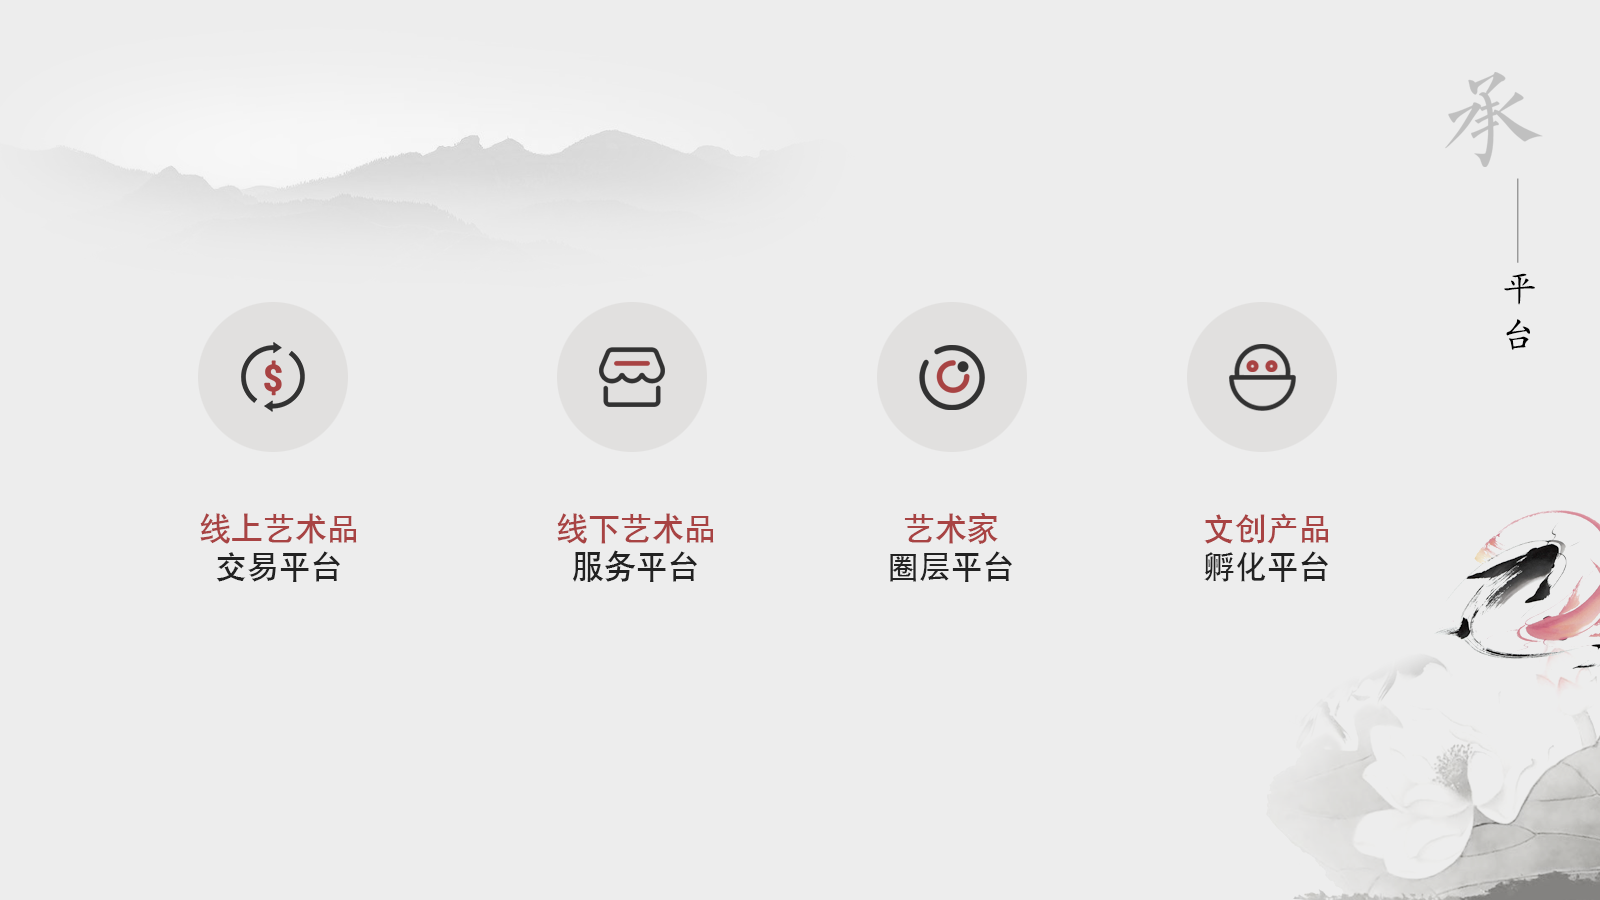 承
平台
线上艺术品
交易平台
线下艺术品
服务平台
艺术家
圈层平台
文创产品
孵化平台